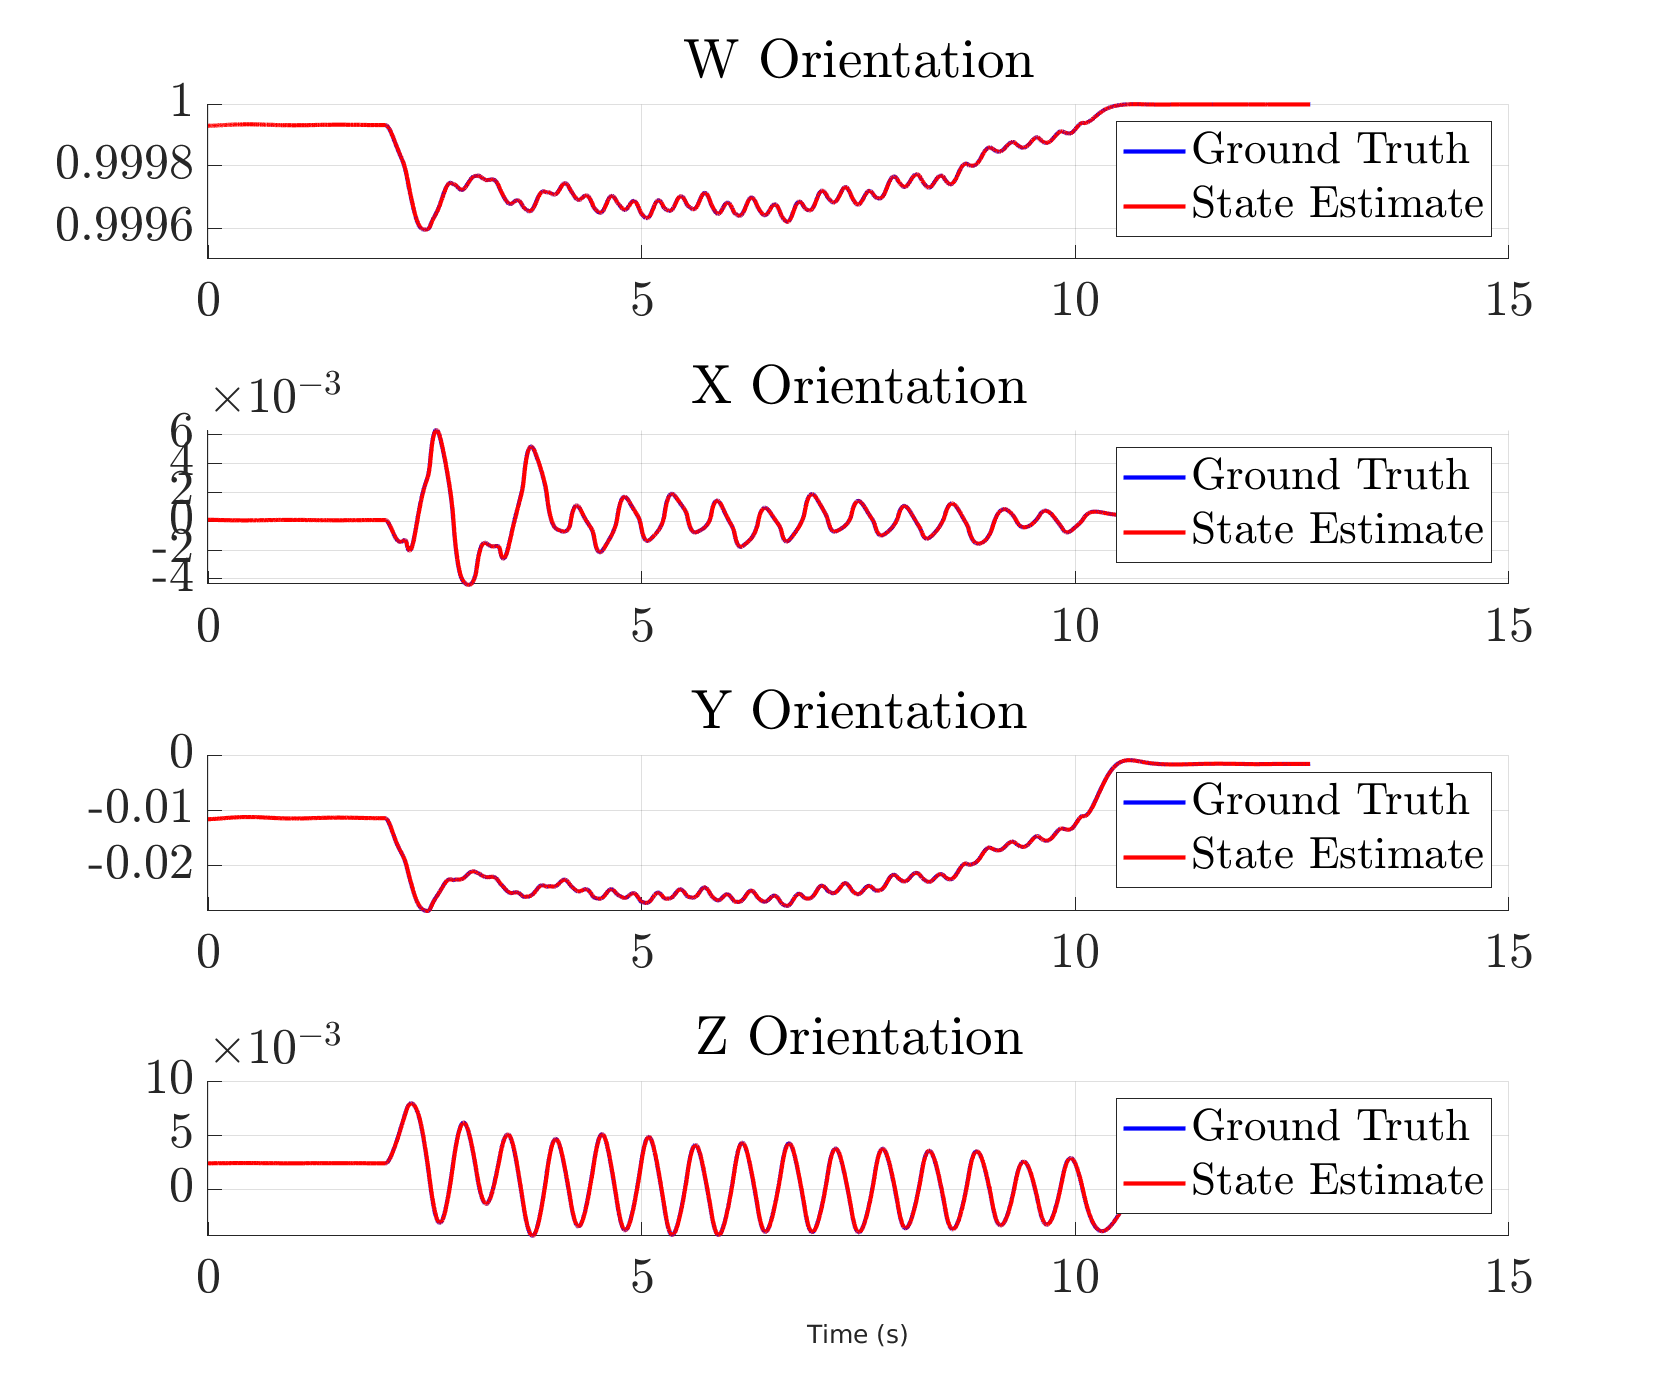 W Orientation
1
0.9998
0.9996
Ground Truth
State Estimate
0 5 10 15
X Orientation
×10⁻³
6
4
2
0
-2
-4
Ground Truth
State Estimate
0 5 10 15
Y Orientation
0
-0.01
-0.02
Ground Truth
State Estimate
0 5 10 15
Z Orientation
×10⁻³
10
5
0
Ground Truth
State Estimate
0 5 10 15
Time (s)